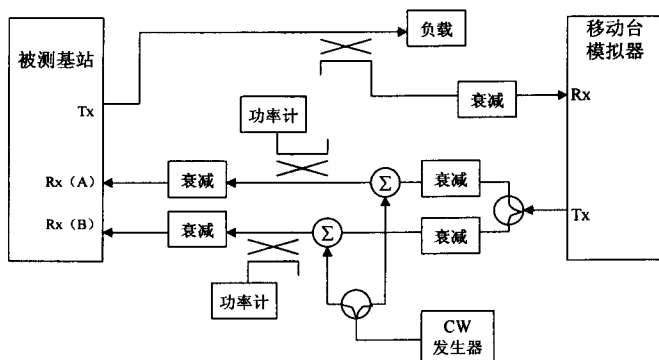 负载
移动台
模拟器
被测基站
Tx
衰减
Rx
功率计
Rx（A）
衰减
Σ
衰减
Rx（B）
衰减
Σ
衰减
Tx
功率计
CW
发生器